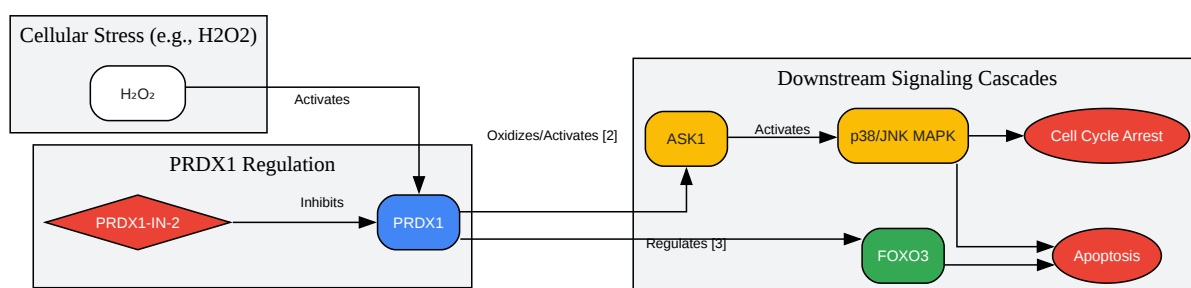 Cellular Stress (e.g., H2O2)
H₂O₂
Activates
PRDX1 Regulation
PRDX1-IN-2
Inhibits
PRDX1
Oxidizes/Activates [2]
Regulates [3]
Downstream Signaling Cascades
ASK1
Activates
p38/JNK MAPK
Cell Cycle Arrest
FOXO3
Apoptosis